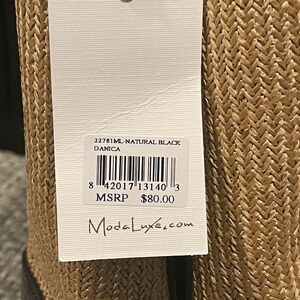 22781ML-NATURAL BLACK
DANICA
8 42017 13140 3
MSRP $80.00
ModaLuxe.com